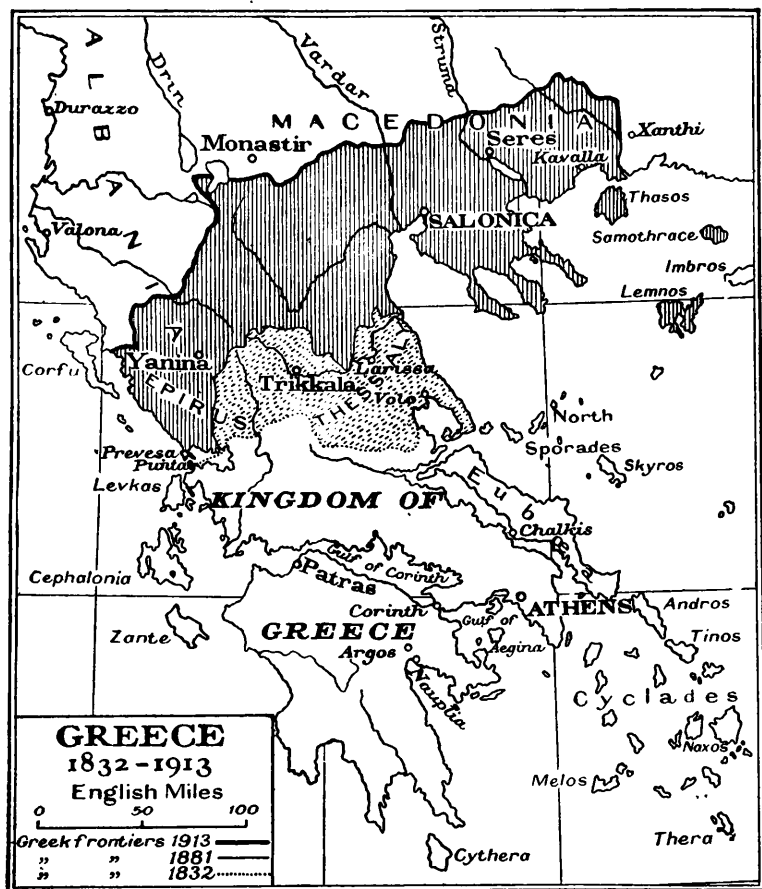 ALBANIA
Drin
Vardar
Struma
Durazzo
MACEDONIA
Monastir
Seres
Xanthi
Kavalla
Thasos
Valona
SALONICA
Samothrace
Imbros
Lemnos
Corfu
Yanina
EPIRUS
Trikkala
Larissa
THESSALY
Volo
North
Sporades
Skyros
Prevesa
Punta
Levkas
KINGDOM OF
Eubœa
Chalkis
Gulf of Corinth
Cephalonia
Patras
Corinth
ATHENS
Andros
Zante
GREECE
Gulf of
Aegina
Tinos
Argos
Nauplia
Cyclades
Naxos
Melos
Thera
Cythera
GREECE
1832-1913
English Miles
0 50 100
Greek frontiers 1913
„ „ 1881
„ „ 1832